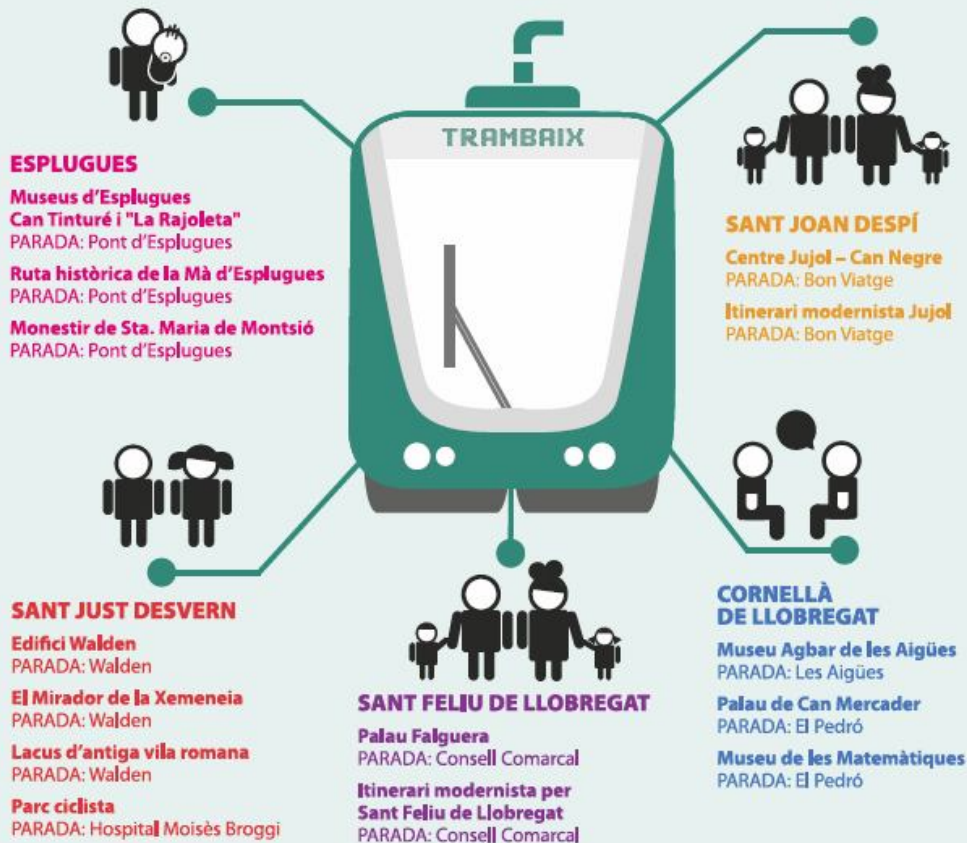 TRAMBAIX
ESPLUGUES
Museus d'Esplugues
Can Tinturé i "La Rajoleta"
PARADA: Pont d'Esplugues
Ruta històrica de la Mà d'Esplugues
PARADA: Pont d'Esplugues
Monestir de Sta. Maria de Montsió
PARADA: Pont d'Esplugues
SANT JOAN DESPÍ
Centre Jujol – Can Negre
PARADA: Bon Viatge
Itinerari modernista Jujol
PARADA: Bon Viatge
SANT JUST DESVERN
Edifici Walden
PARADA: Walden
El Mirador de la Xemeneia
PARADA: Walden
Lacus d'antiga vila romana
PARADA: Walden
Parc ciclista
PARADA: Hospital Moisès Broggi
SANT FELIU DE LLOBREGAT
Palau Falguera
PARADA: Consell Comarcal
Itinerari modernista per
Sant Feliu de Llobregat
PARADA: Consell Comarcal
CORNELLÀ
DE LLOBREGAT
Museu Agbar de les Aigües
PARADA: Les Aigües
Palau de Can Mercader
PARADA: El Pedró
Museu de les Matemàtiques
PARADA: El Pedró